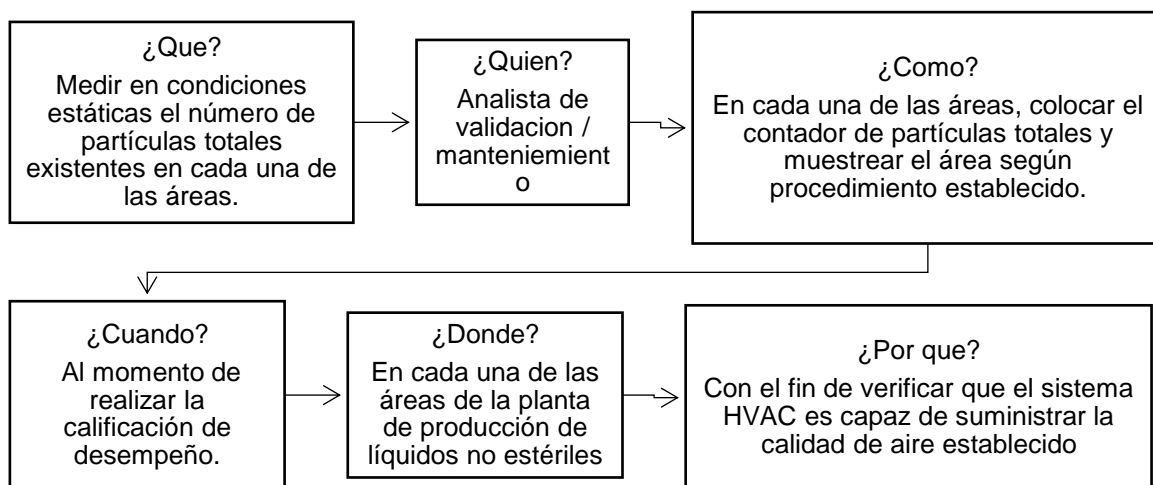 ¿Que?
Medir en condiciones
estáticas el número de
partículas totales
existentes en cada una de
las áreas.
¿Quien?
Analista de
validacion /
manteniemient
o
¿Como?
En cada una de las áreas, colocar el
contador de partículas totales y
muestrear el área según
procedimiento establecido.
¿Cuando?
Al momento de
realizar la
calificación de
desempeño.
¿Donde?
En cada una de las
áreas de la planta
de producción de
líquidos no estériles
¿Por que?
Con el fin de verificar que el sistema
HVAC es capaz de suministrar la
calidad de aire establecido